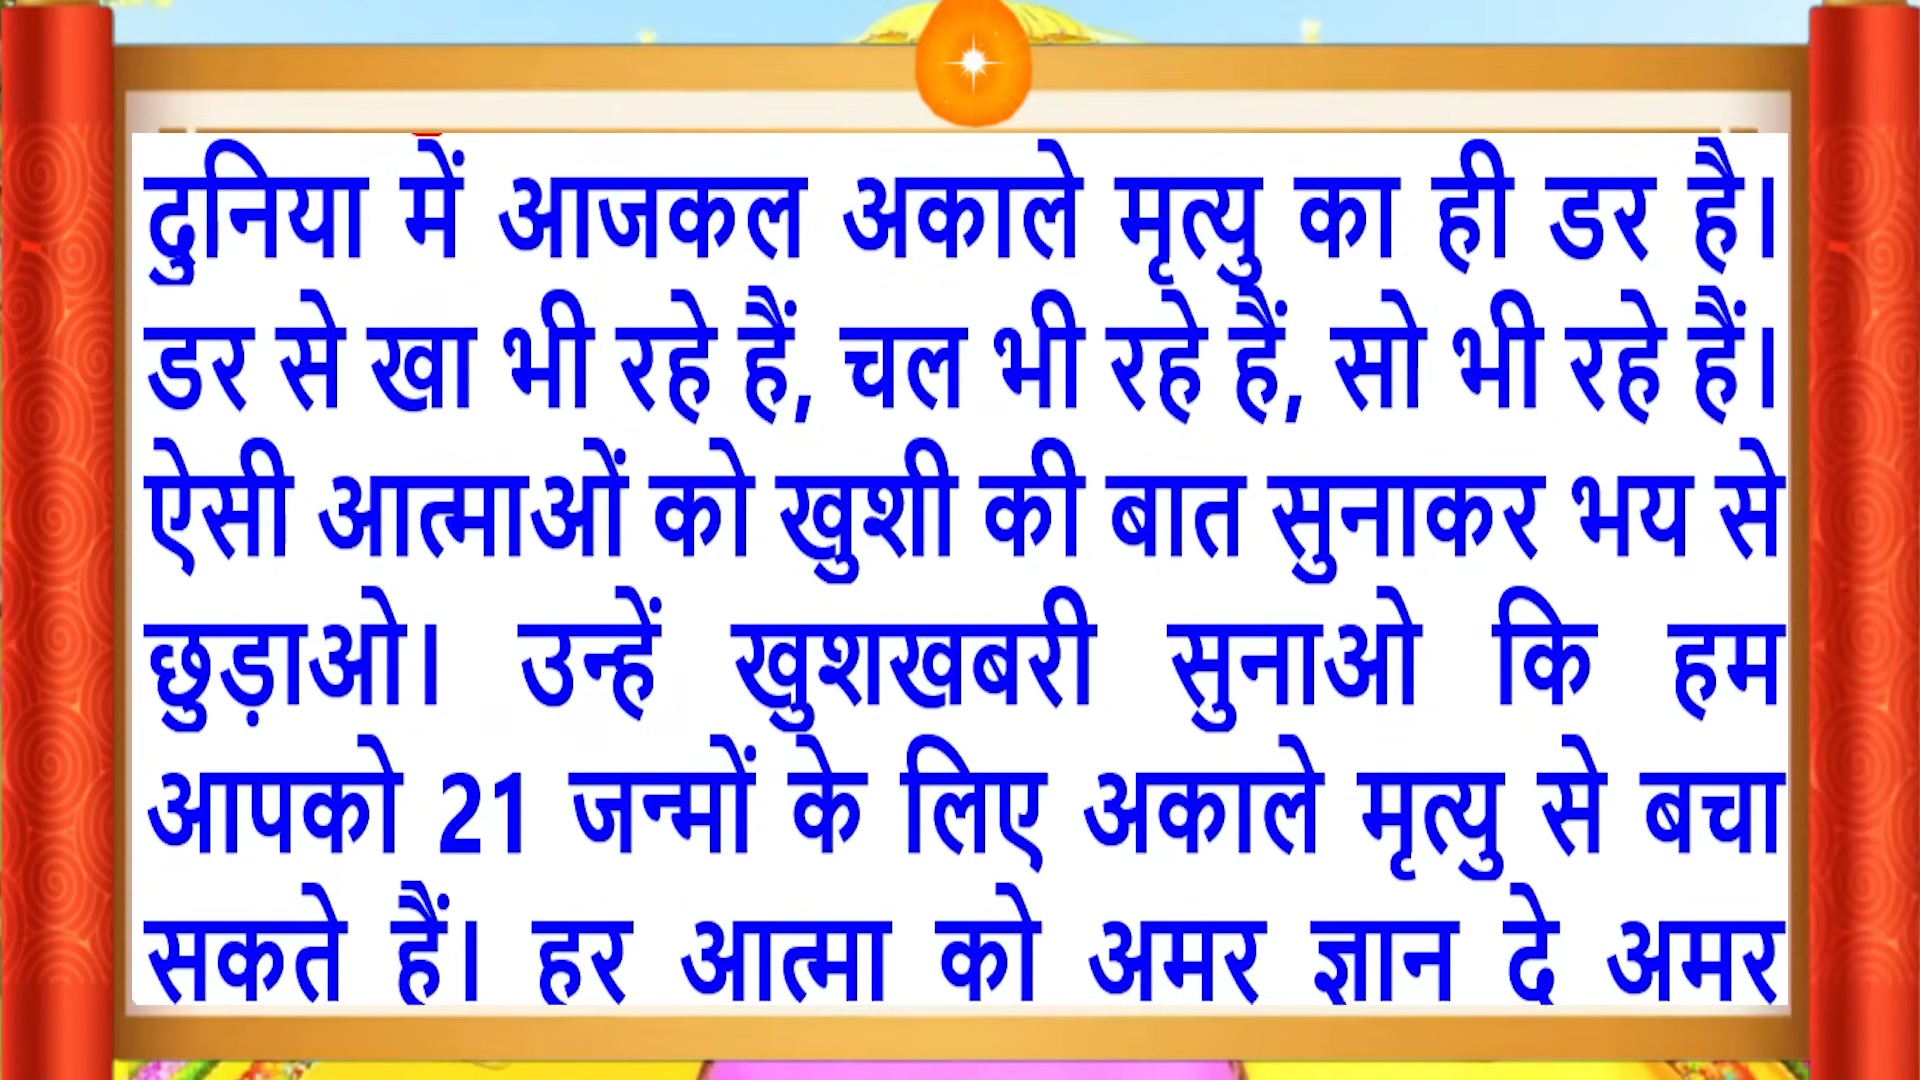 दुनिया में आजकल अकाले मृत्यु का ही डर है।
डर से खा भी रहे हैं, चल भी रहे हैं, सो भी रहे हैं।
ऐसी आत्माओं को खुशी की बात सुनाकर भय से
छुड़ाओ। उन्हें खुशखबरी सुनाओ कि हम
आपको 21 जन्मों के लिए अकाले मृत्यु से बचा
सकते हैं। हर आत्मा को अमर ज्ञान दे अमर